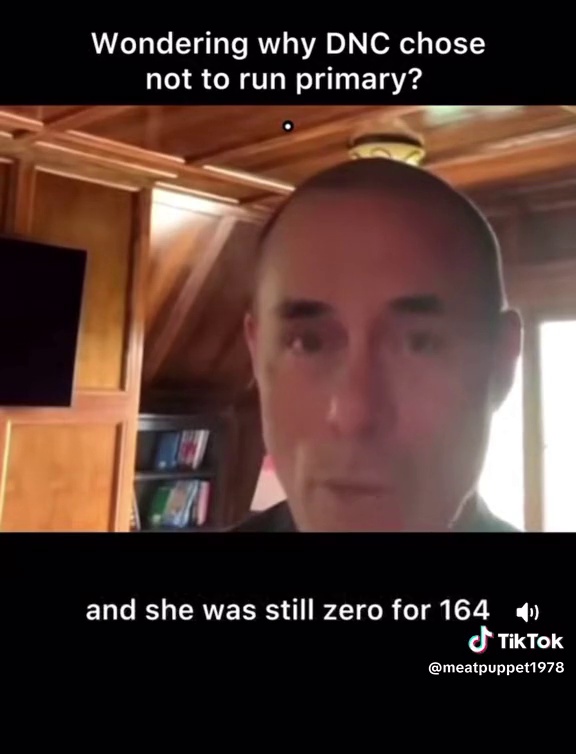 Wondering why DNC chose
not to run primary?
and she was still zero for 164
TikTok
@meatpuppet1978